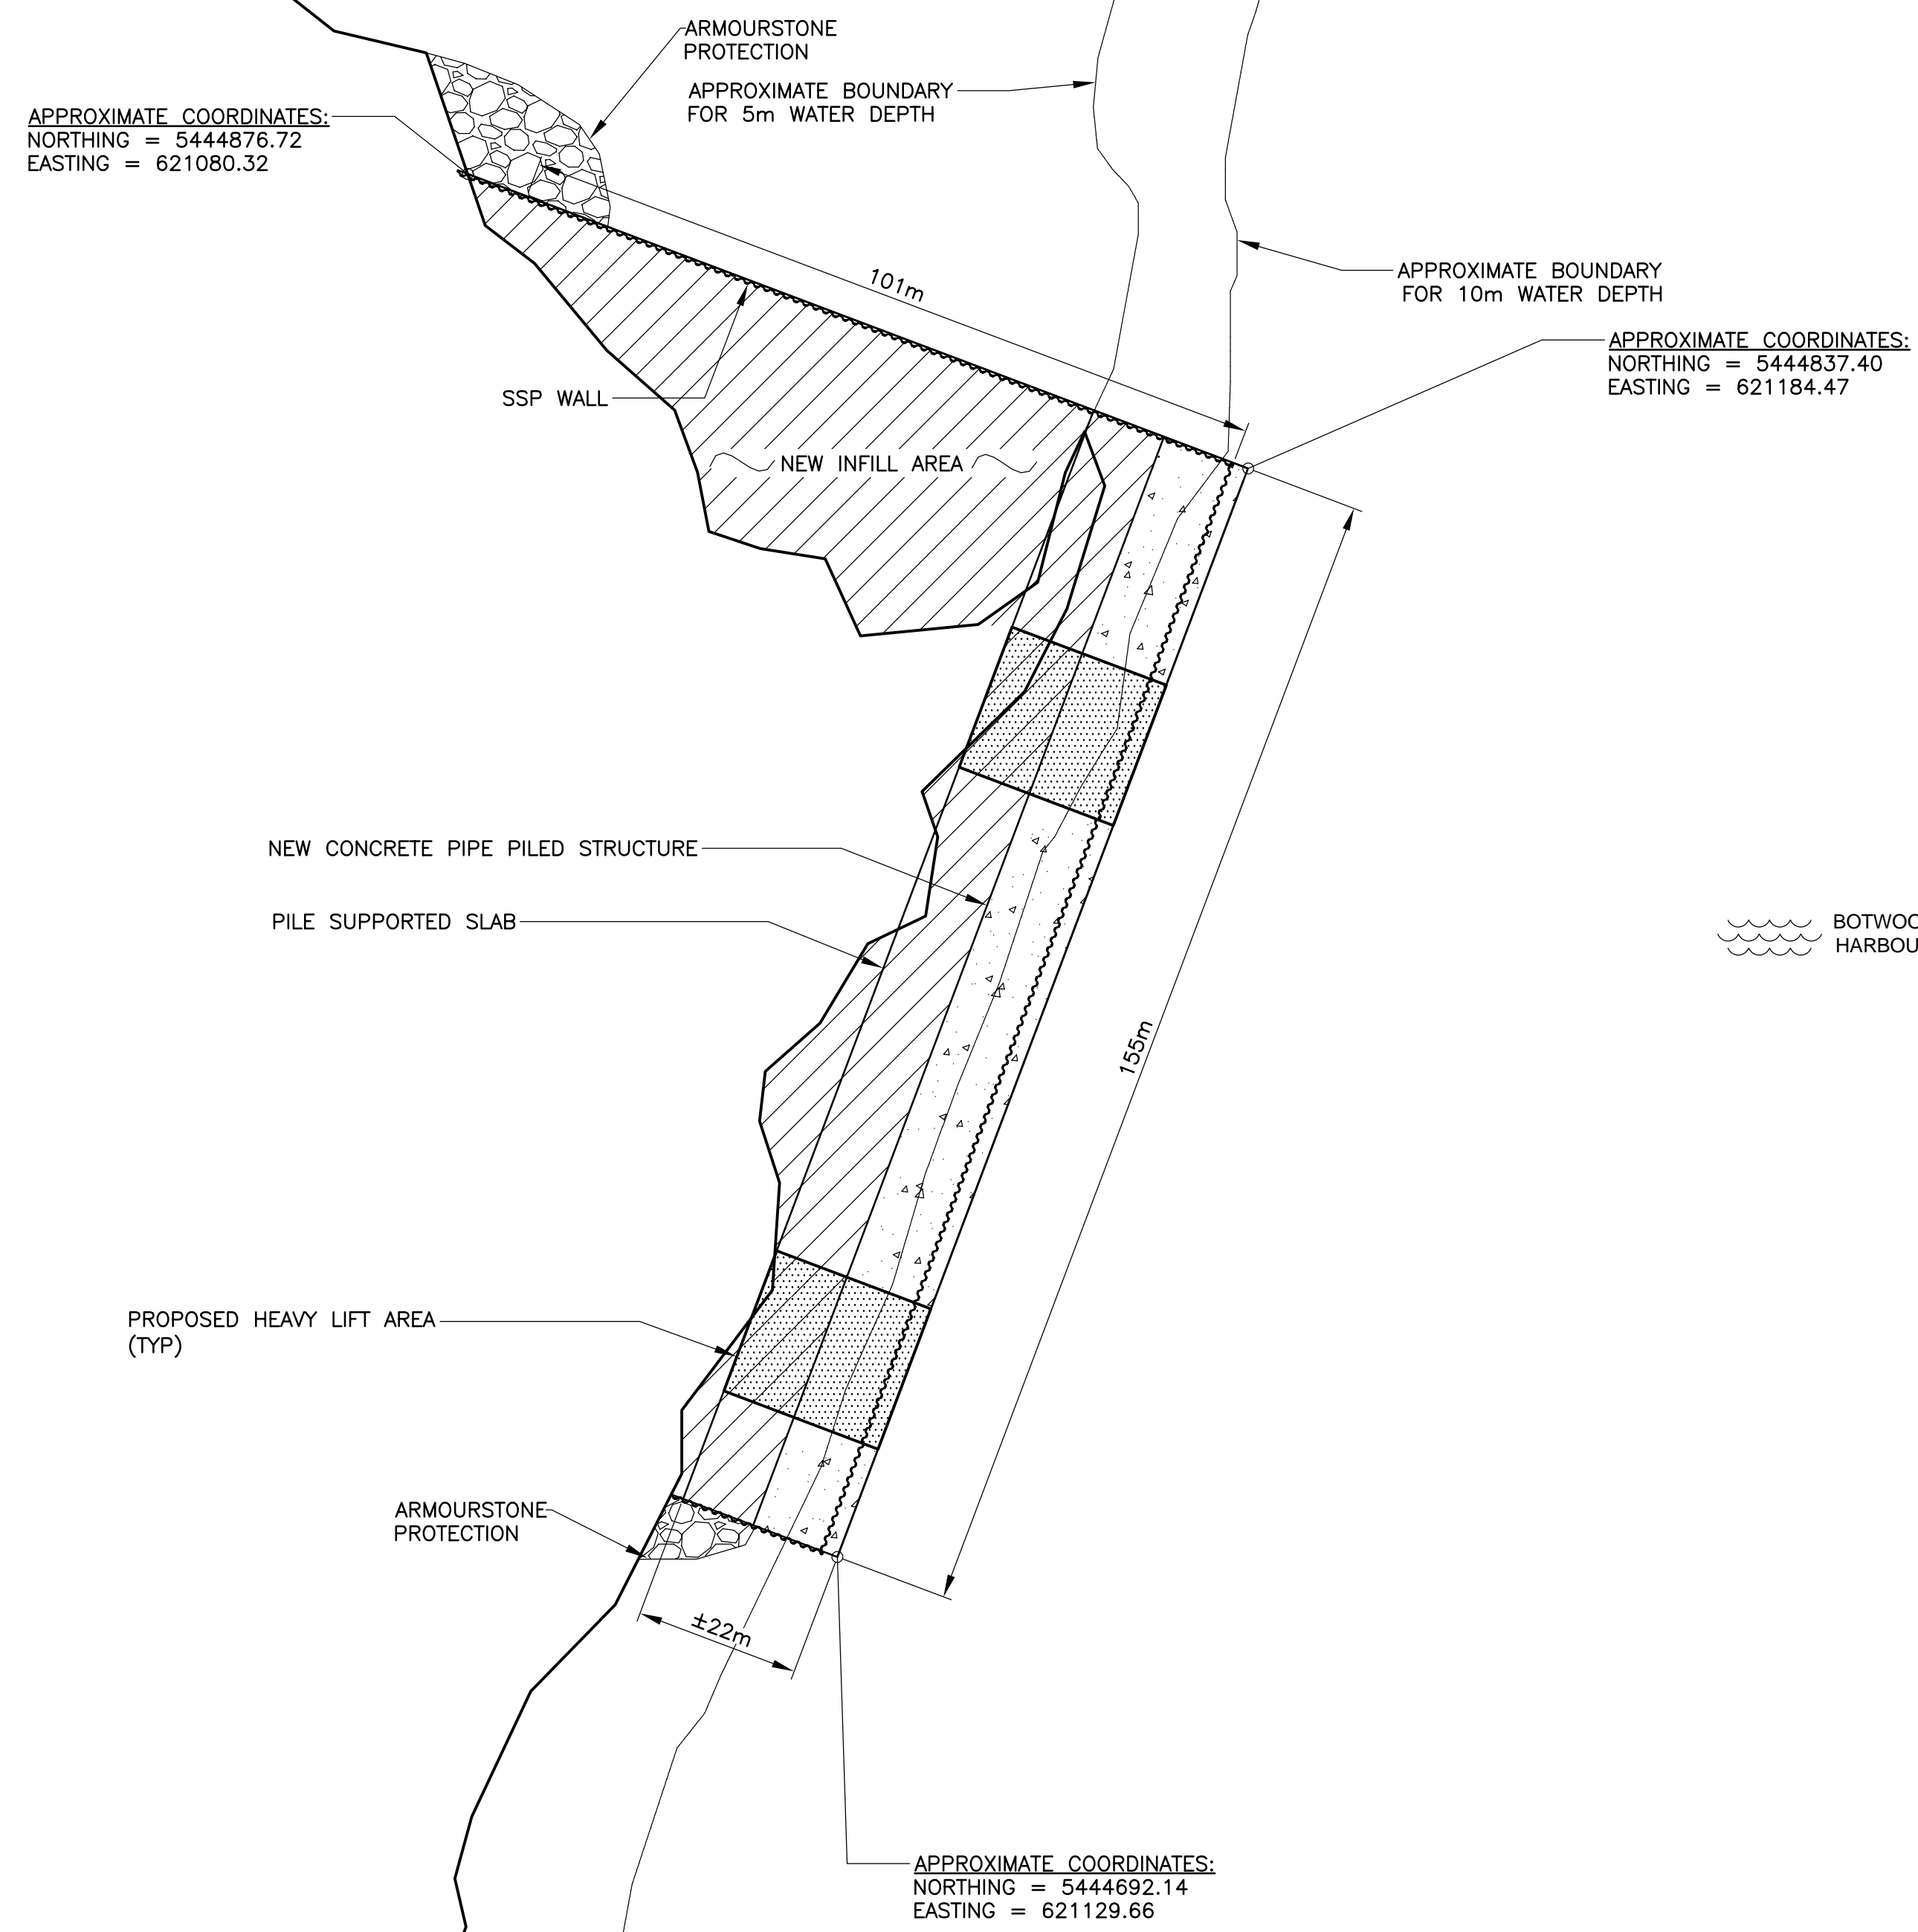 ARMOURSTONE
PROTECTION
APPROXIMATE BOUNDARY
FOR 5m WATER DEPTH
APPROXIMATE COORDINATES:
NORTHING = 5444876.72
EASTING = 621080.32
101m
APPROXIMATE BOUNDARY
FOR 10m WATER DEPTH
APPROXIMATE COORDINATES:
NORTHING = 5444837.40
EASTING = 621184.47
SSP WALL
NEW INFILL AREA
NEW CONCRETE PIPE PILED STRUCTURE
PILE SUPPORTED SLAB
BOTWOO
HARBOU
155m
PROPOSED HEAVY LIFT AREA
(TYP)
ARMOURSTONE
PROTECTION
±22m
APPROXIMATE COORDINATES:
NORTHING = 5444692.14
EASTING = 621129.66